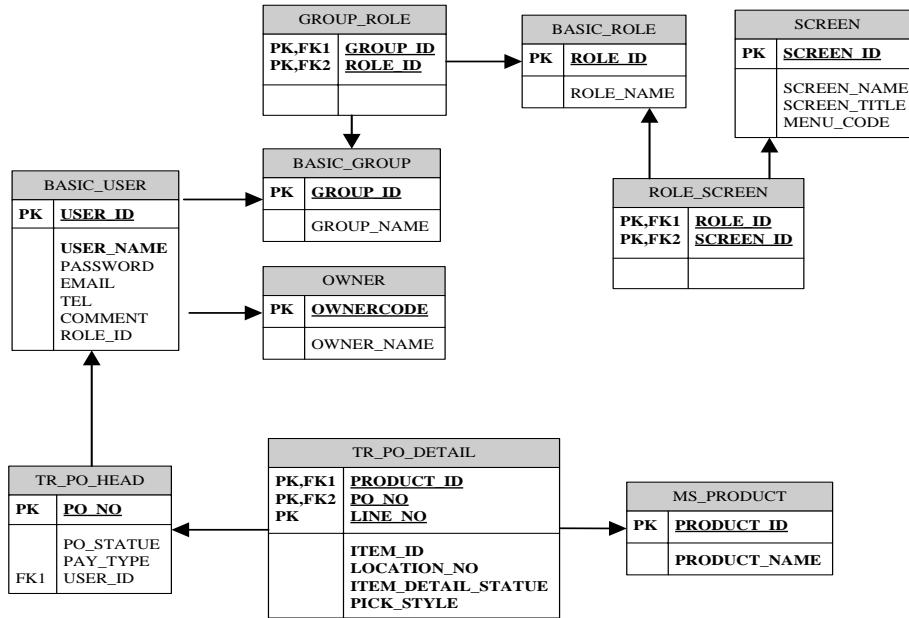 GROUP_ROLE
PK,FK1 GROUP_ID
PK,FK2 ROLE_ID
BASIC_ROLE
PK ROLE_ID
ROLE_NAME
SCREEN
PK SCREEN_ID
SCREEN_NAME
SCREEN_TITLE
MENU_CODE
BASIC_USER
PK USER_ID
USER_NAME
PASSWORD
EMAIL
TEL
COMMENT
ROLE_ID
BASIC_GROUP
PK GROUP_ID
GROUP_NAME
ROLE_SCREEN
PK,FK1 ROLE_ID
PK,FK2 SCREEN_ID
OWNER
PK OWNERCODE
OWNER_NAME
TR_PO_HEAD
PK PO_NO
PO_STATUE
PAY_TYPE
FK1 USER_ID
TR_PO_DETAIL
PK,FK1 PRODUCT_ID
PK,FK2 PO_NO
PK LINE_NO
ITEM_ID
LOCATION_NO
ITEM_DETAIL_STATUE
PICK_STYLE
MS_PRODUCT
PK PRODUCT_ID
PRODUCT_NAME